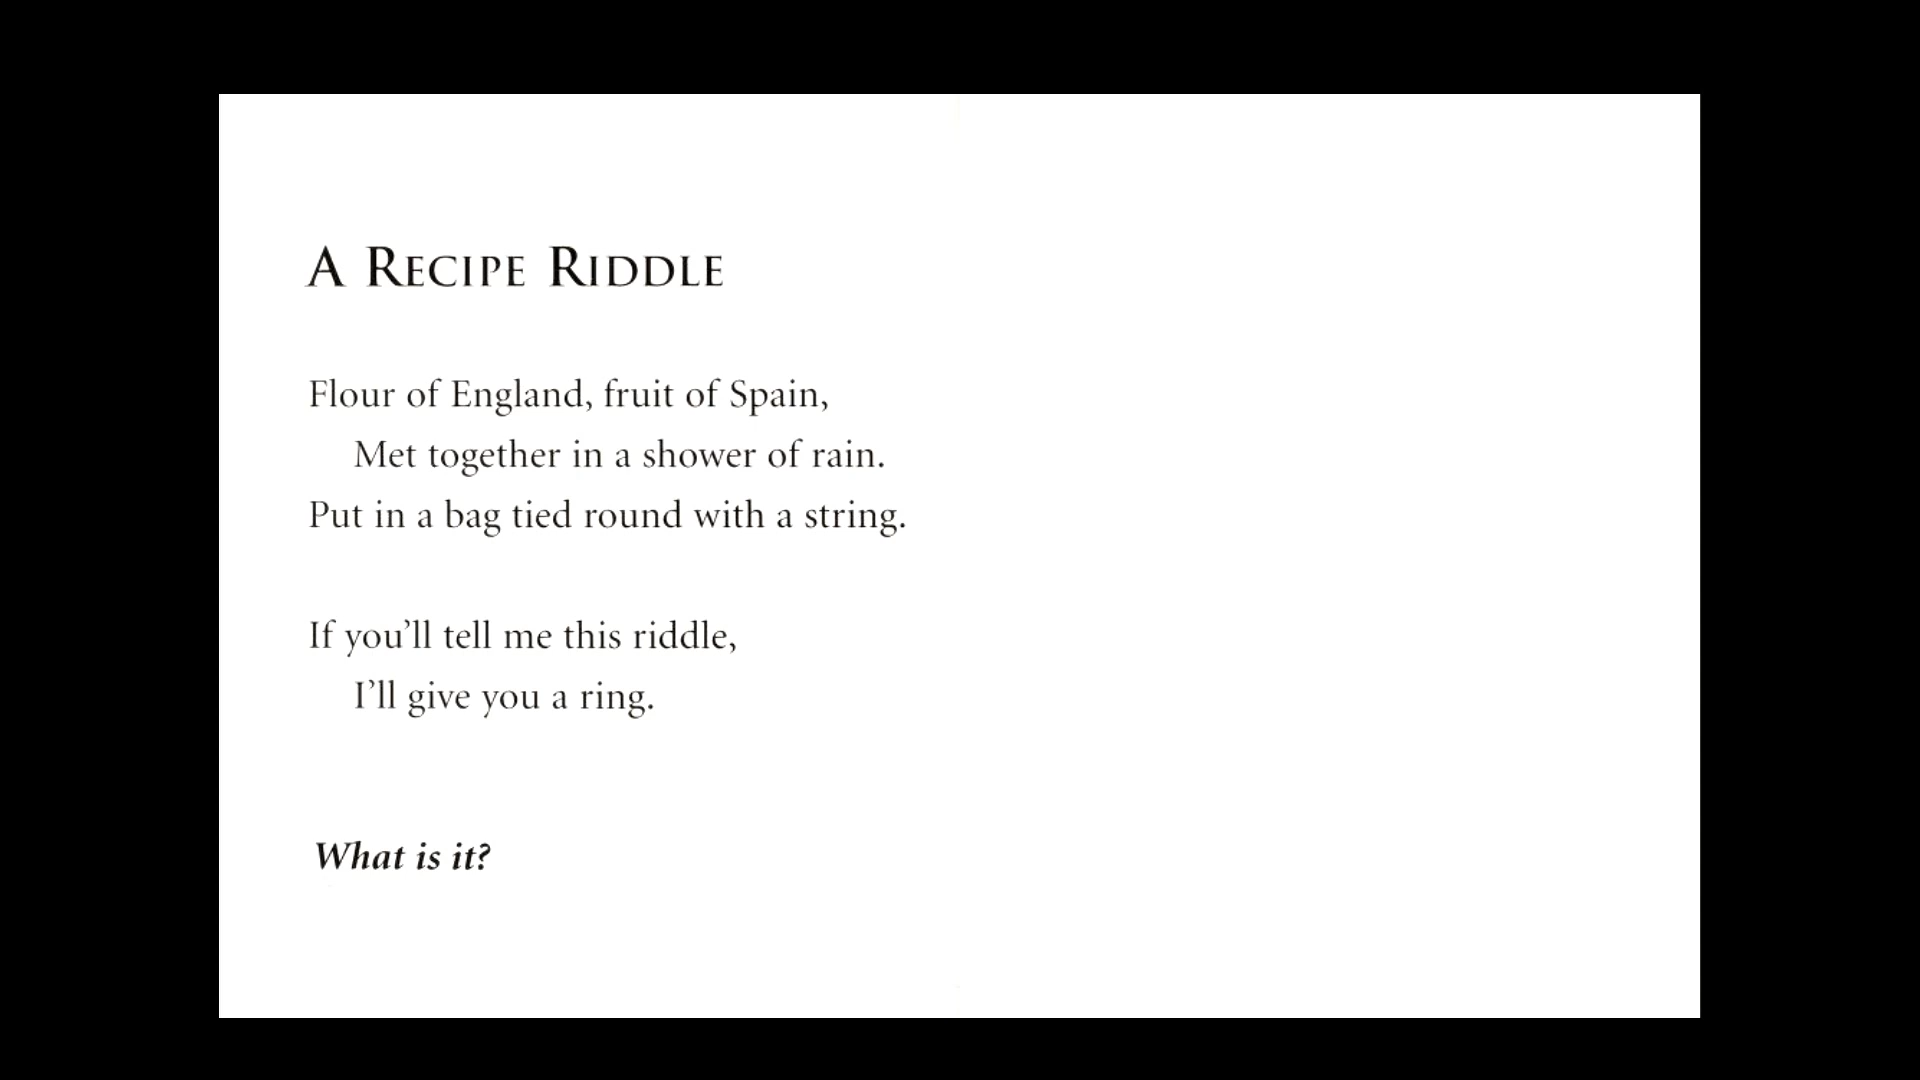 A Recipe Riddle
Flour of England, fruit of Spain,
Met together in a shower of rain.
Put in a bag tied round with a string.
If you’ll tell me this riddle,
I’ll give you a ring.
What is it?